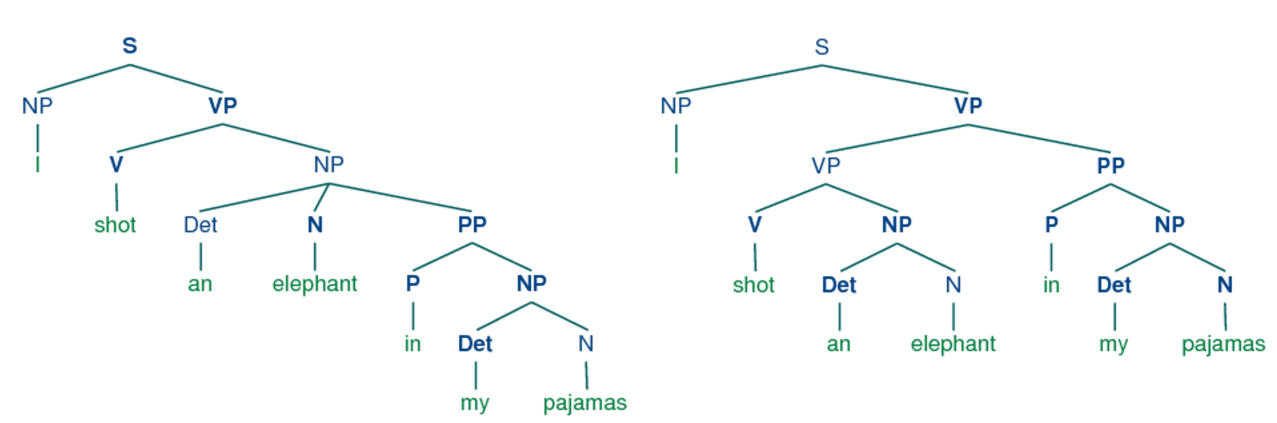 S S
NP VP NP VP
I V NP I VP PP
shot Det N PP V NP P NP
an elephant P NP shot Det N in Det N
in Det N an elephant my pajamas
my pajamas